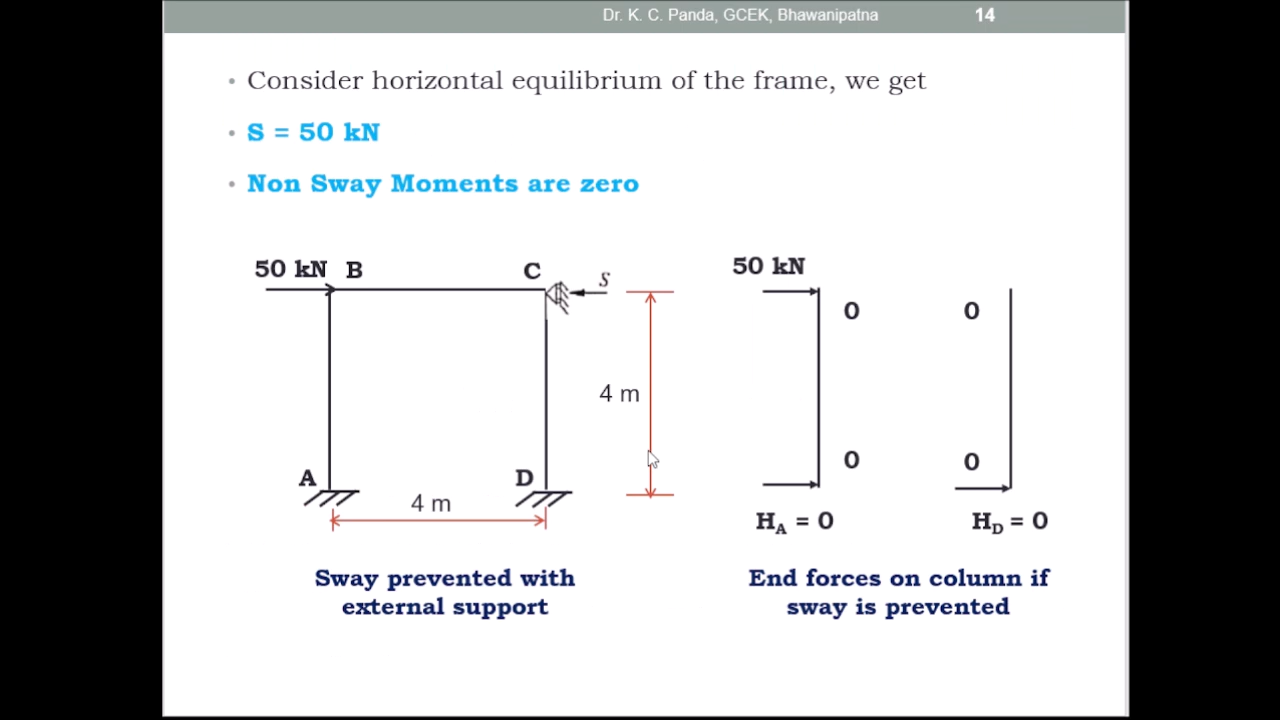 Dr. K. C. Panda, GCEK, Bhawanipatna 14
• Consider horizontal equilibrium of the frame, we get
• S = 50 kN
• Non Sway Moments are zero
50 kN B C S
4 m
A D
4 m
Sway prevented with
external support
50 kN
0 0
0 0
H_A = 0 H_D = 0
End forces on column if
sway is prevented